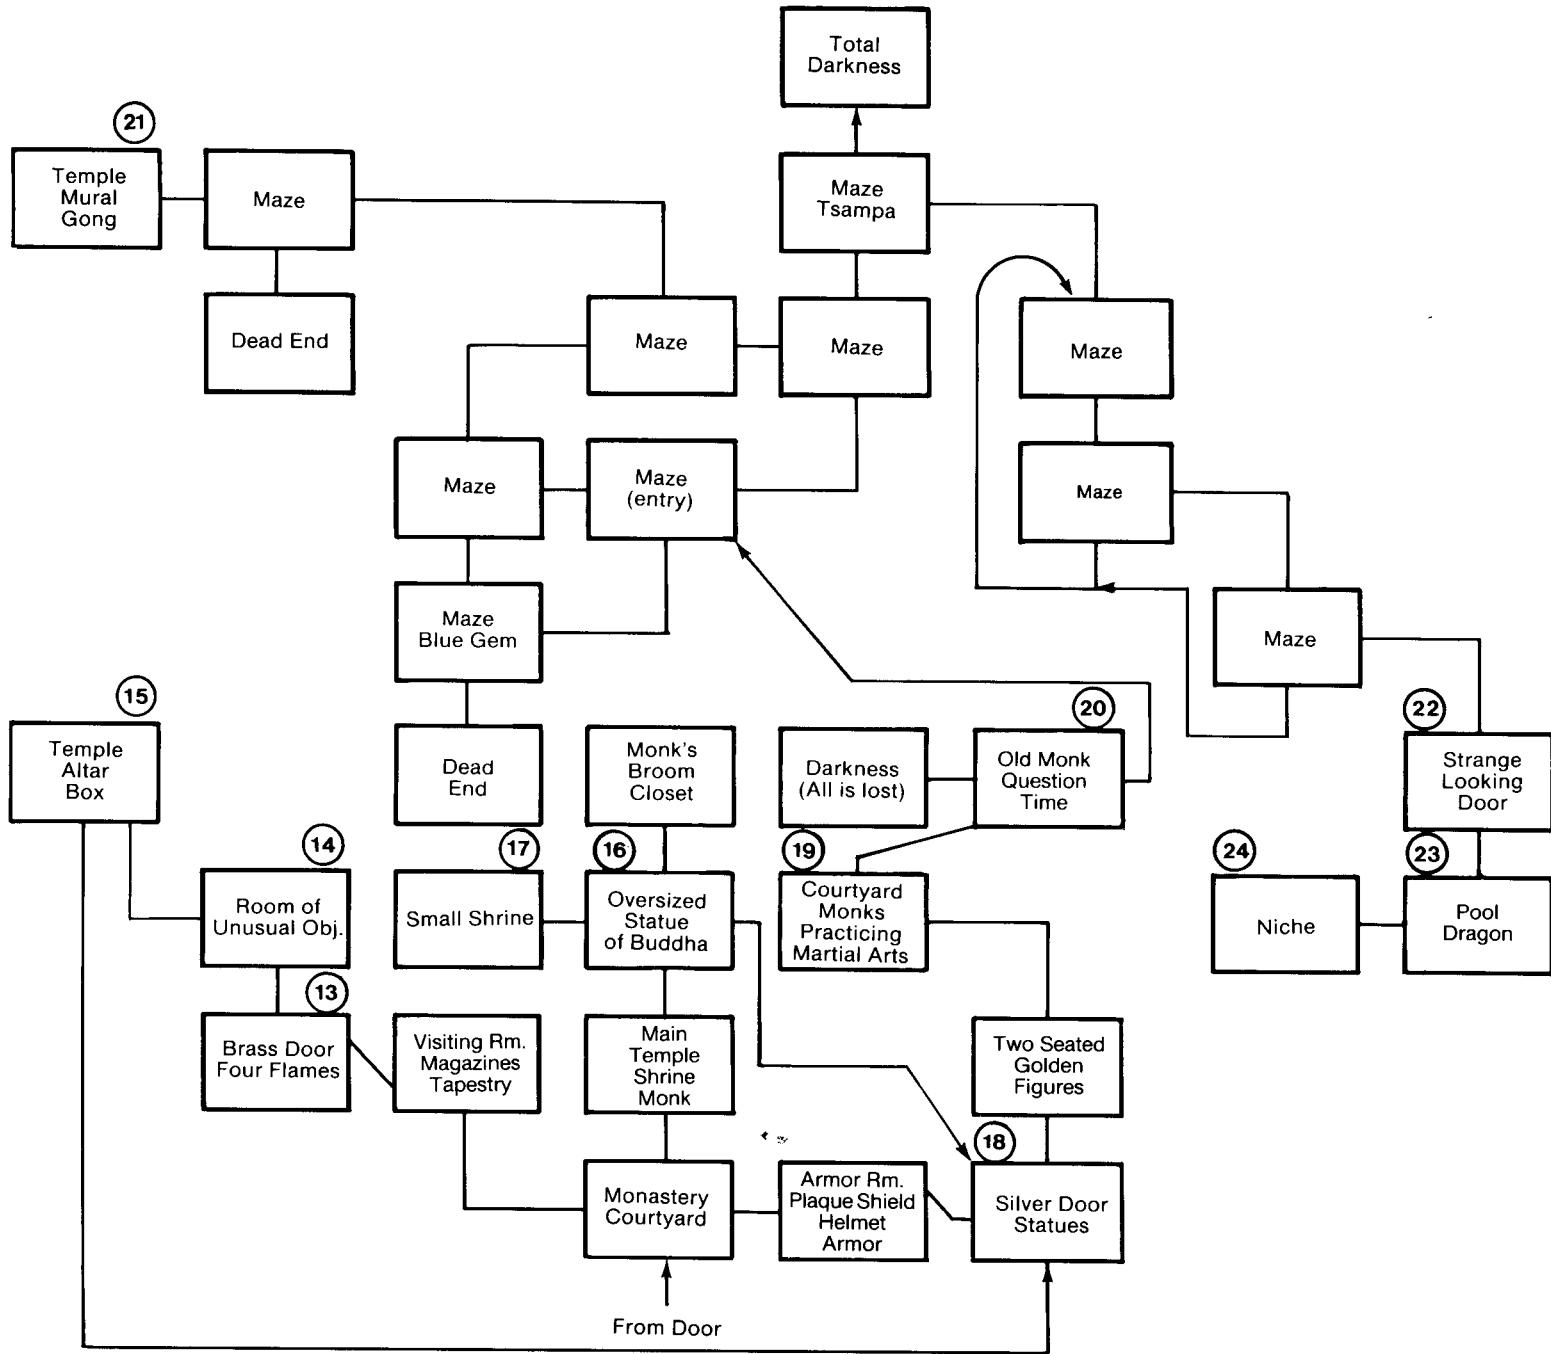 Total
Darkness
21
Temple
Mural
Gong
Maze
Maze
Tsampa
Dead End
Maze
Maze
Maze
Maze
Maze
(entry)
Maze
Maze
Blue Gem
Maze
15
Temple
Altar
Box
Dead
End
Monk's
Broom
Closet
Darkness
(All is lost)
20
Old Monk
Question
Time
22
Strange
Looking
Door
14
Room of
Unusual Obj.
17
Small Shrine
16
Oversized
Statue
of Buddha
19
Courtyard
Monks
Practicing
Martial Arts
24
Niche
23
Pool
Dragon
13
Brass Door
Four Flames
Visiting Rm.
Magazines
Tapestry
Main
Temple
Shrine
Monk
Two Seated
Golden
Figures
Monastery
Courtyard
Armor Rm.
Plaque Shield
Helmet
Armor
18
Silver Door
Statues
From Door